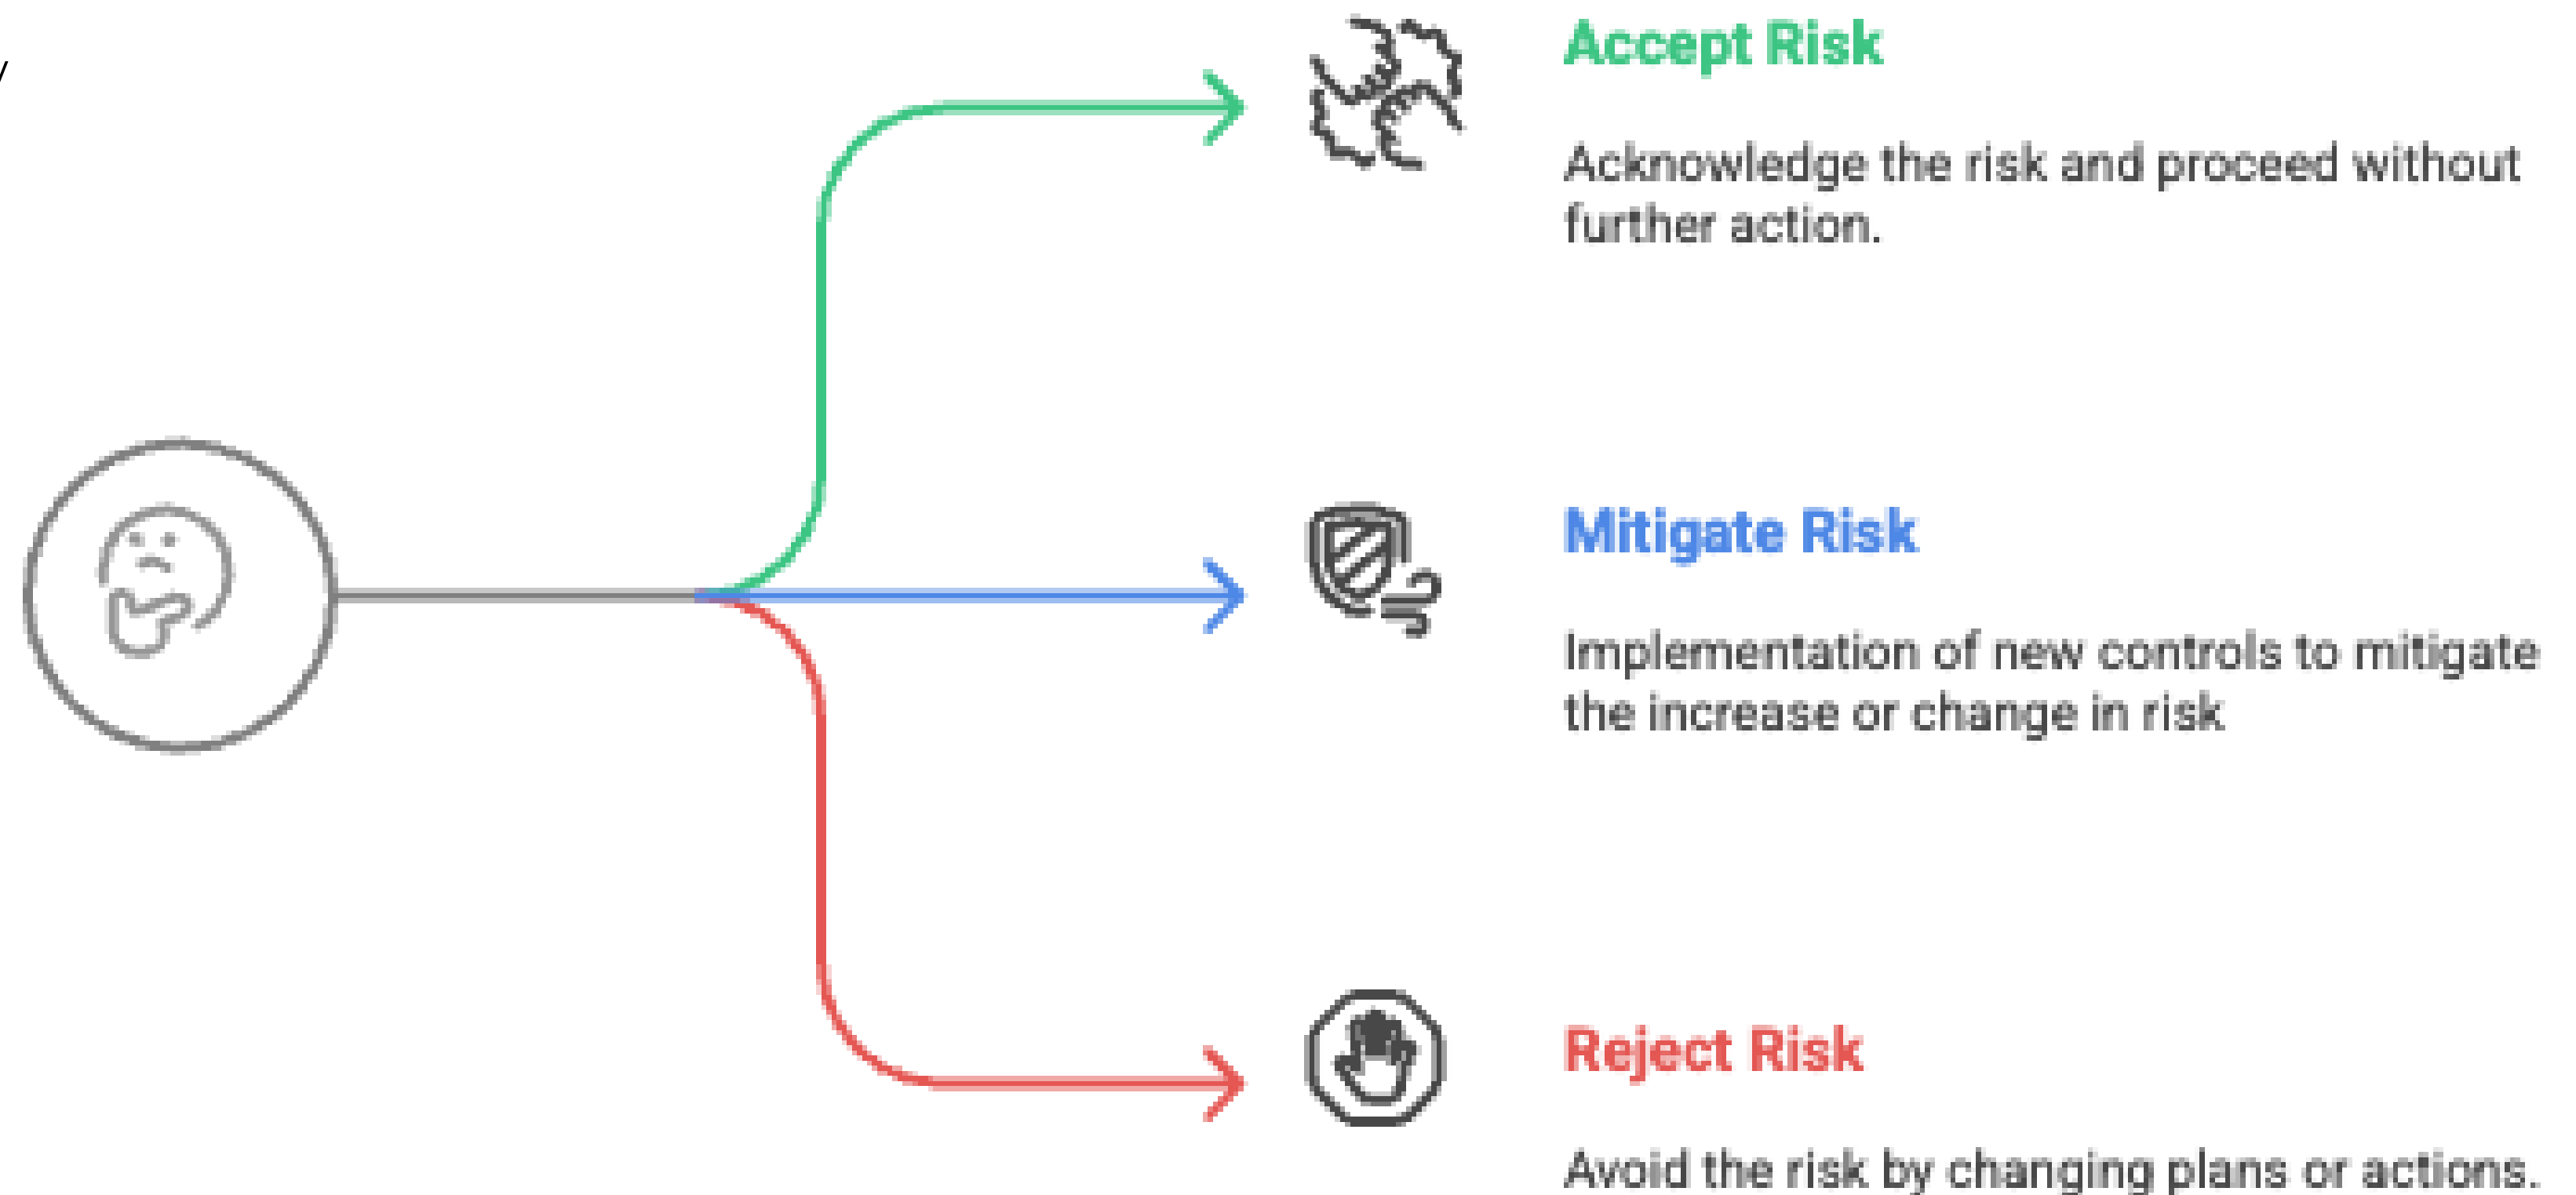 Accept Risk
Acknowledge the risk and proceed without
further action.
Mitigate Risk
Implementation of new controls to mitigate
the increase or change in risk
Reject Risk
Avoid the risk by changing plans or actions.